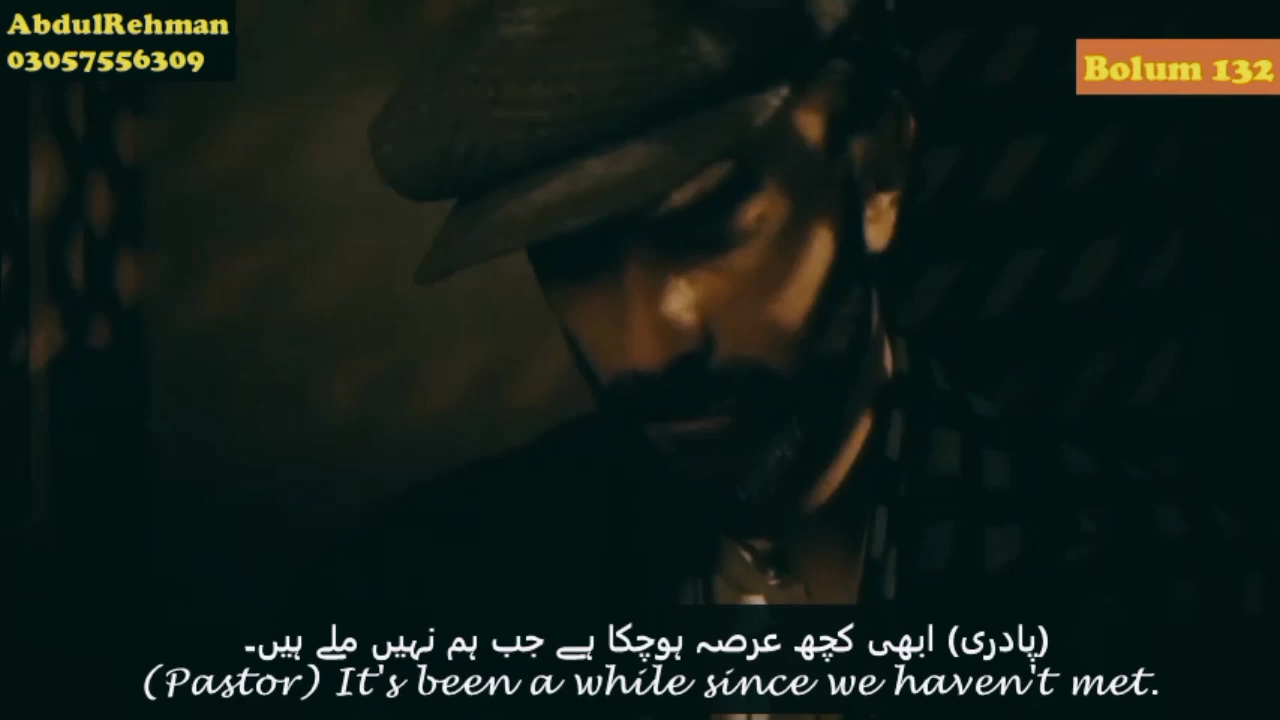 AbdulRehman
03057556309
Bolum 132
(پادری) ابھی کچھ عرصہ ہوچکا ہے جب ہم نہیں ملے ہیں۔
(Pastor) It's been a while since we haven't met.